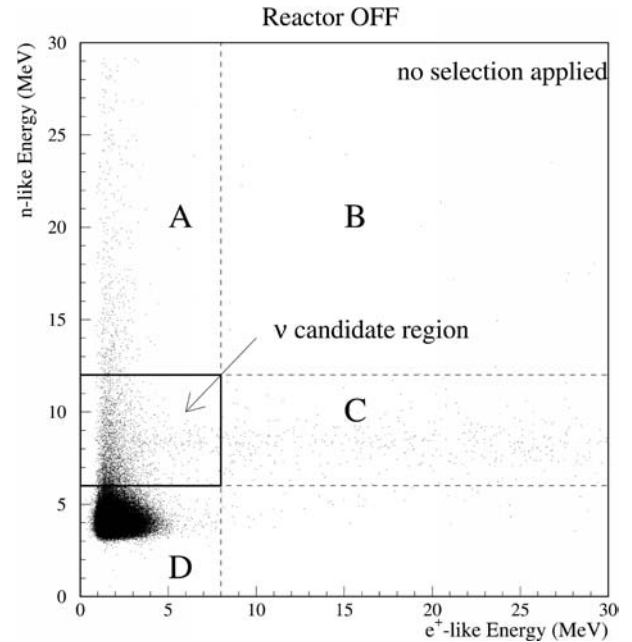 Reactor OFF
no selection applied
n-like Energy (MeV)
30
25
20
15
10
5
0
A
B
ν candidate region
C
D
0
5
10
15
20
25
30
e⁺-like Energy (MeV)